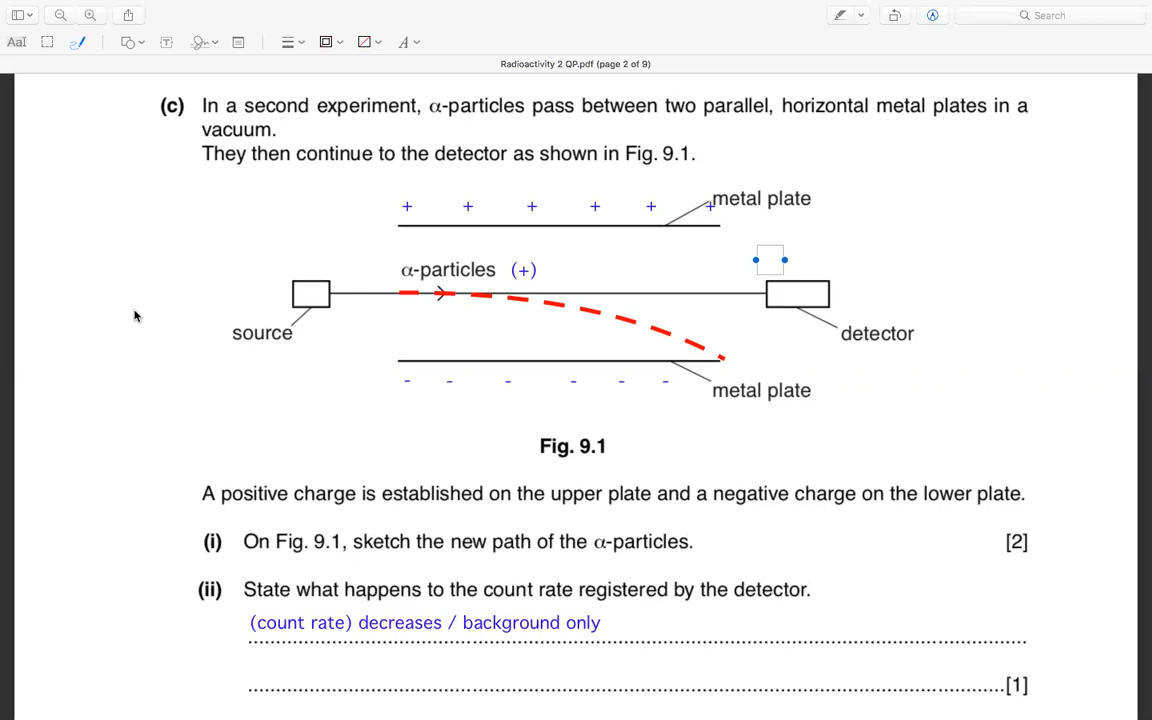 Search
AaI
T
A
Radioactivity 2 QP.pdf (page 2 of 9)
(c) In a second experiment, α-particles pass between two parallel, horizontal metal plates in a
vacuum.
They then continue to the detector as shown in Fig. 9.1.
+ + + + + +
metal plate
α-particles (+)
source
detector
- - - - - -
metal plate
Fig. 9.1
A positive charge is established on the upper plate and a negative charge on the lower plate.
(i) On Fig. 9.1, sketch the new path of the α-particles. [2]
(ii) State what happens to the count rate registered by the detector.
(count rate) decreases / background only
[1]